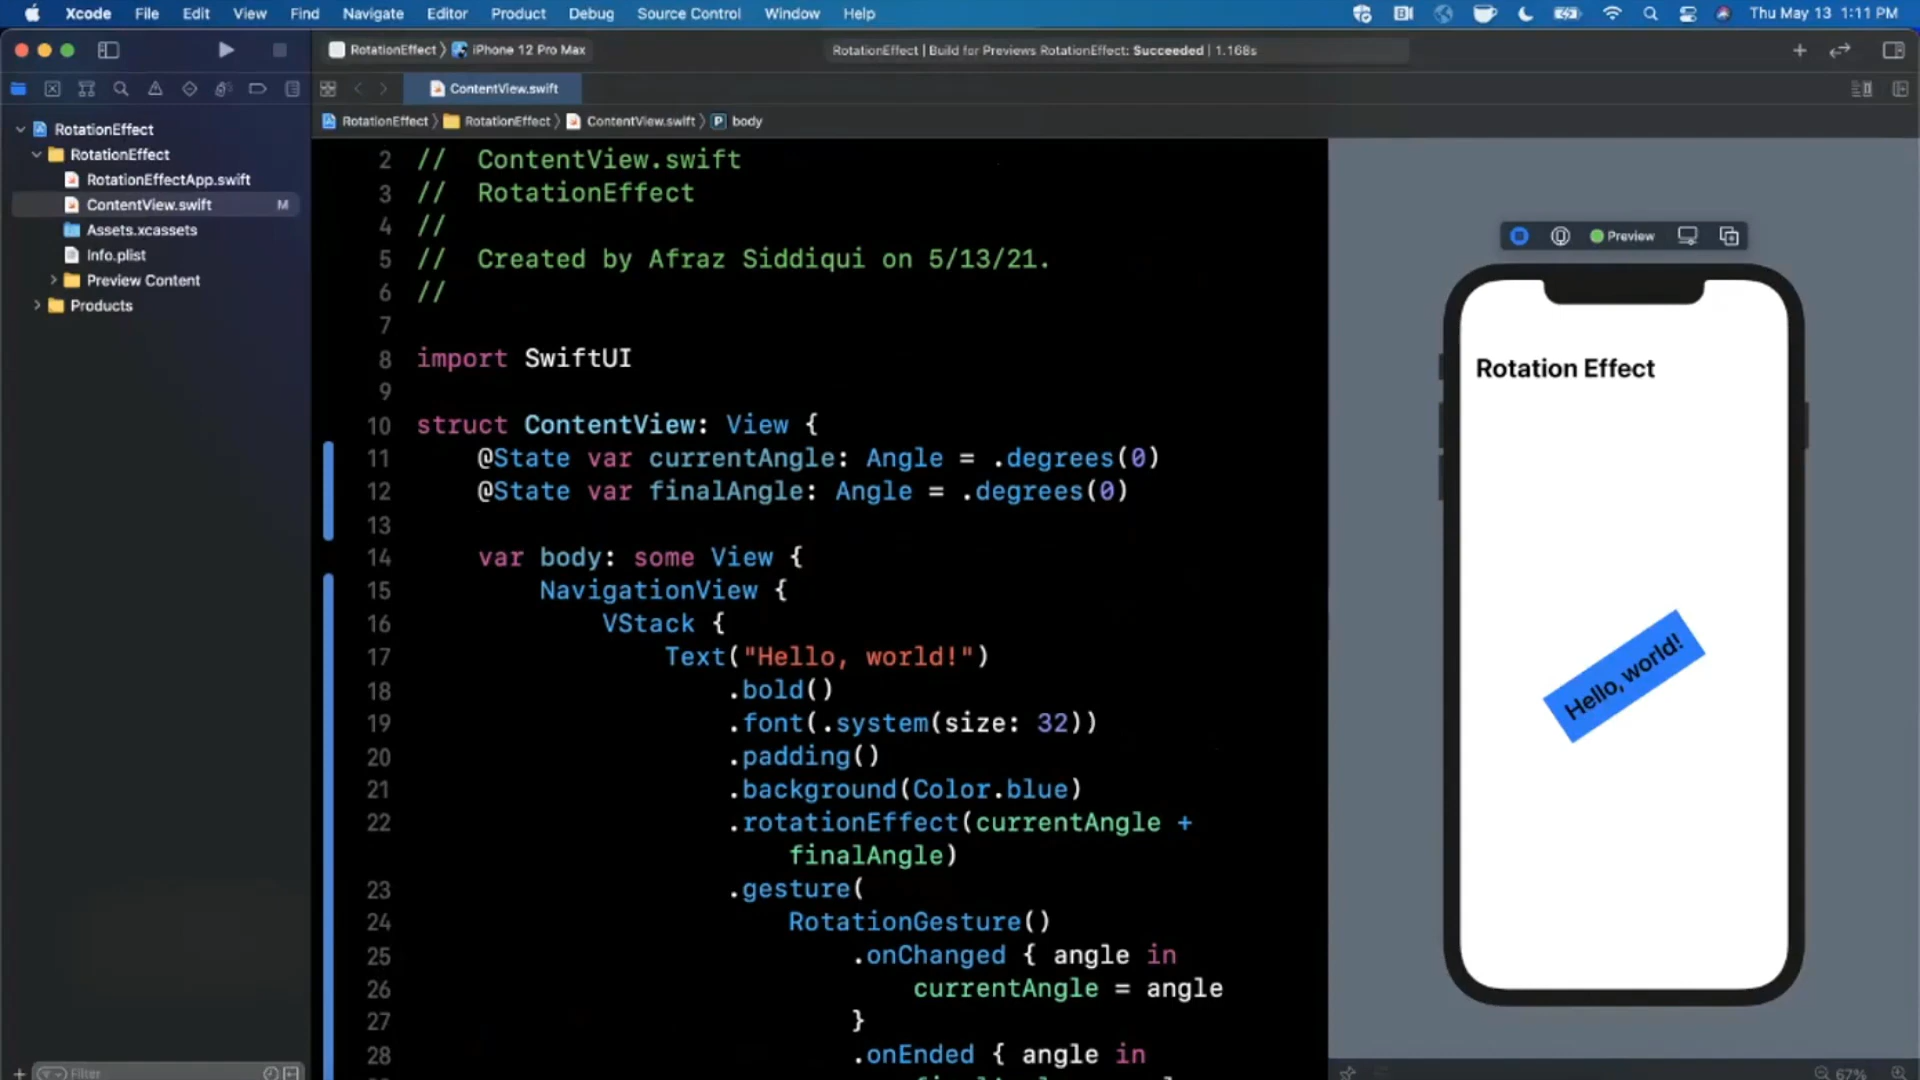 Xcode File Edit View Find Navigate Editor Product Debug Source Control Window Help Thu May 13 1:11 PM
RotationEffect iPhone 12 Pro Max RotationEffect | Build for Previews RotationEffect: Succeeded | 1.168s
ContentView.swift
RotationEffect RotationEffect ContentView.swift P body
RotationEffect
RotationEffect
RotationEffectApp.swift
ContentView.swift M
Assets.xcassets
Info.plist
Preview Content
Products
Filter
2 // ContentView.swift
3 // RotationEffect
4 //
5 // Created by Afraz Siddiqui on 5/13/21.
6 //
7
8 import SwiftUI
9
10 struct ContentView: View {
11 @State var currentAngle: Angle = .degrees(0)
12 @State var finalAngle: Angle = .degrees(0)
13
14 var body: some View {
15 NavigationView {
16 VStack {
17 Text("Hello, world!")
18 .bold()
19 .font(.system(size: 32))
20 .padding()
21 .background(Color.blue)
22 .rotationEffect(currentAngle +
finalAngle)
23 .gesture(
24 RotationGesture()
25 .onChanged { angle in
26 currentAngle = angle
27 }
28 .onEnded { angle in
Preview
Rotation Effect
Hello, world!
67%